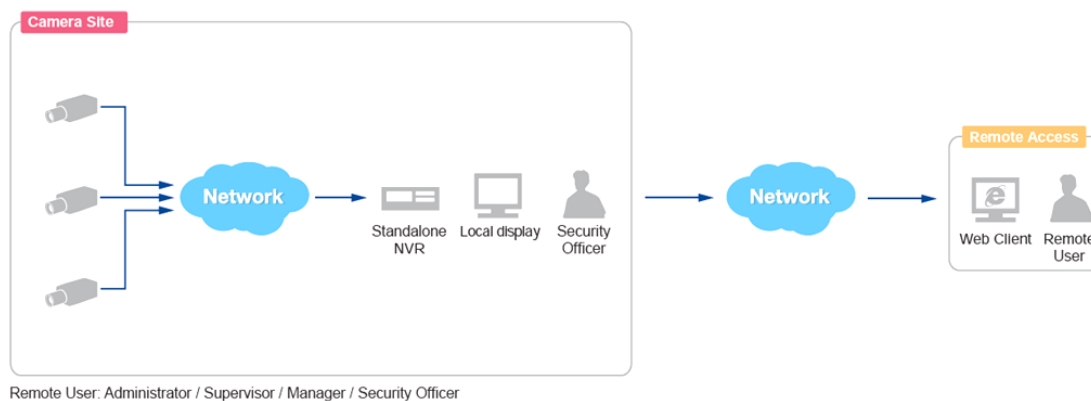 Camera Site
Network
Standalone
NVR
Local display
Security
Officer
Network
Remote Access
Web Client
Remote
User
Remote User: Administrator / Supervisor / Manager / Security Officer